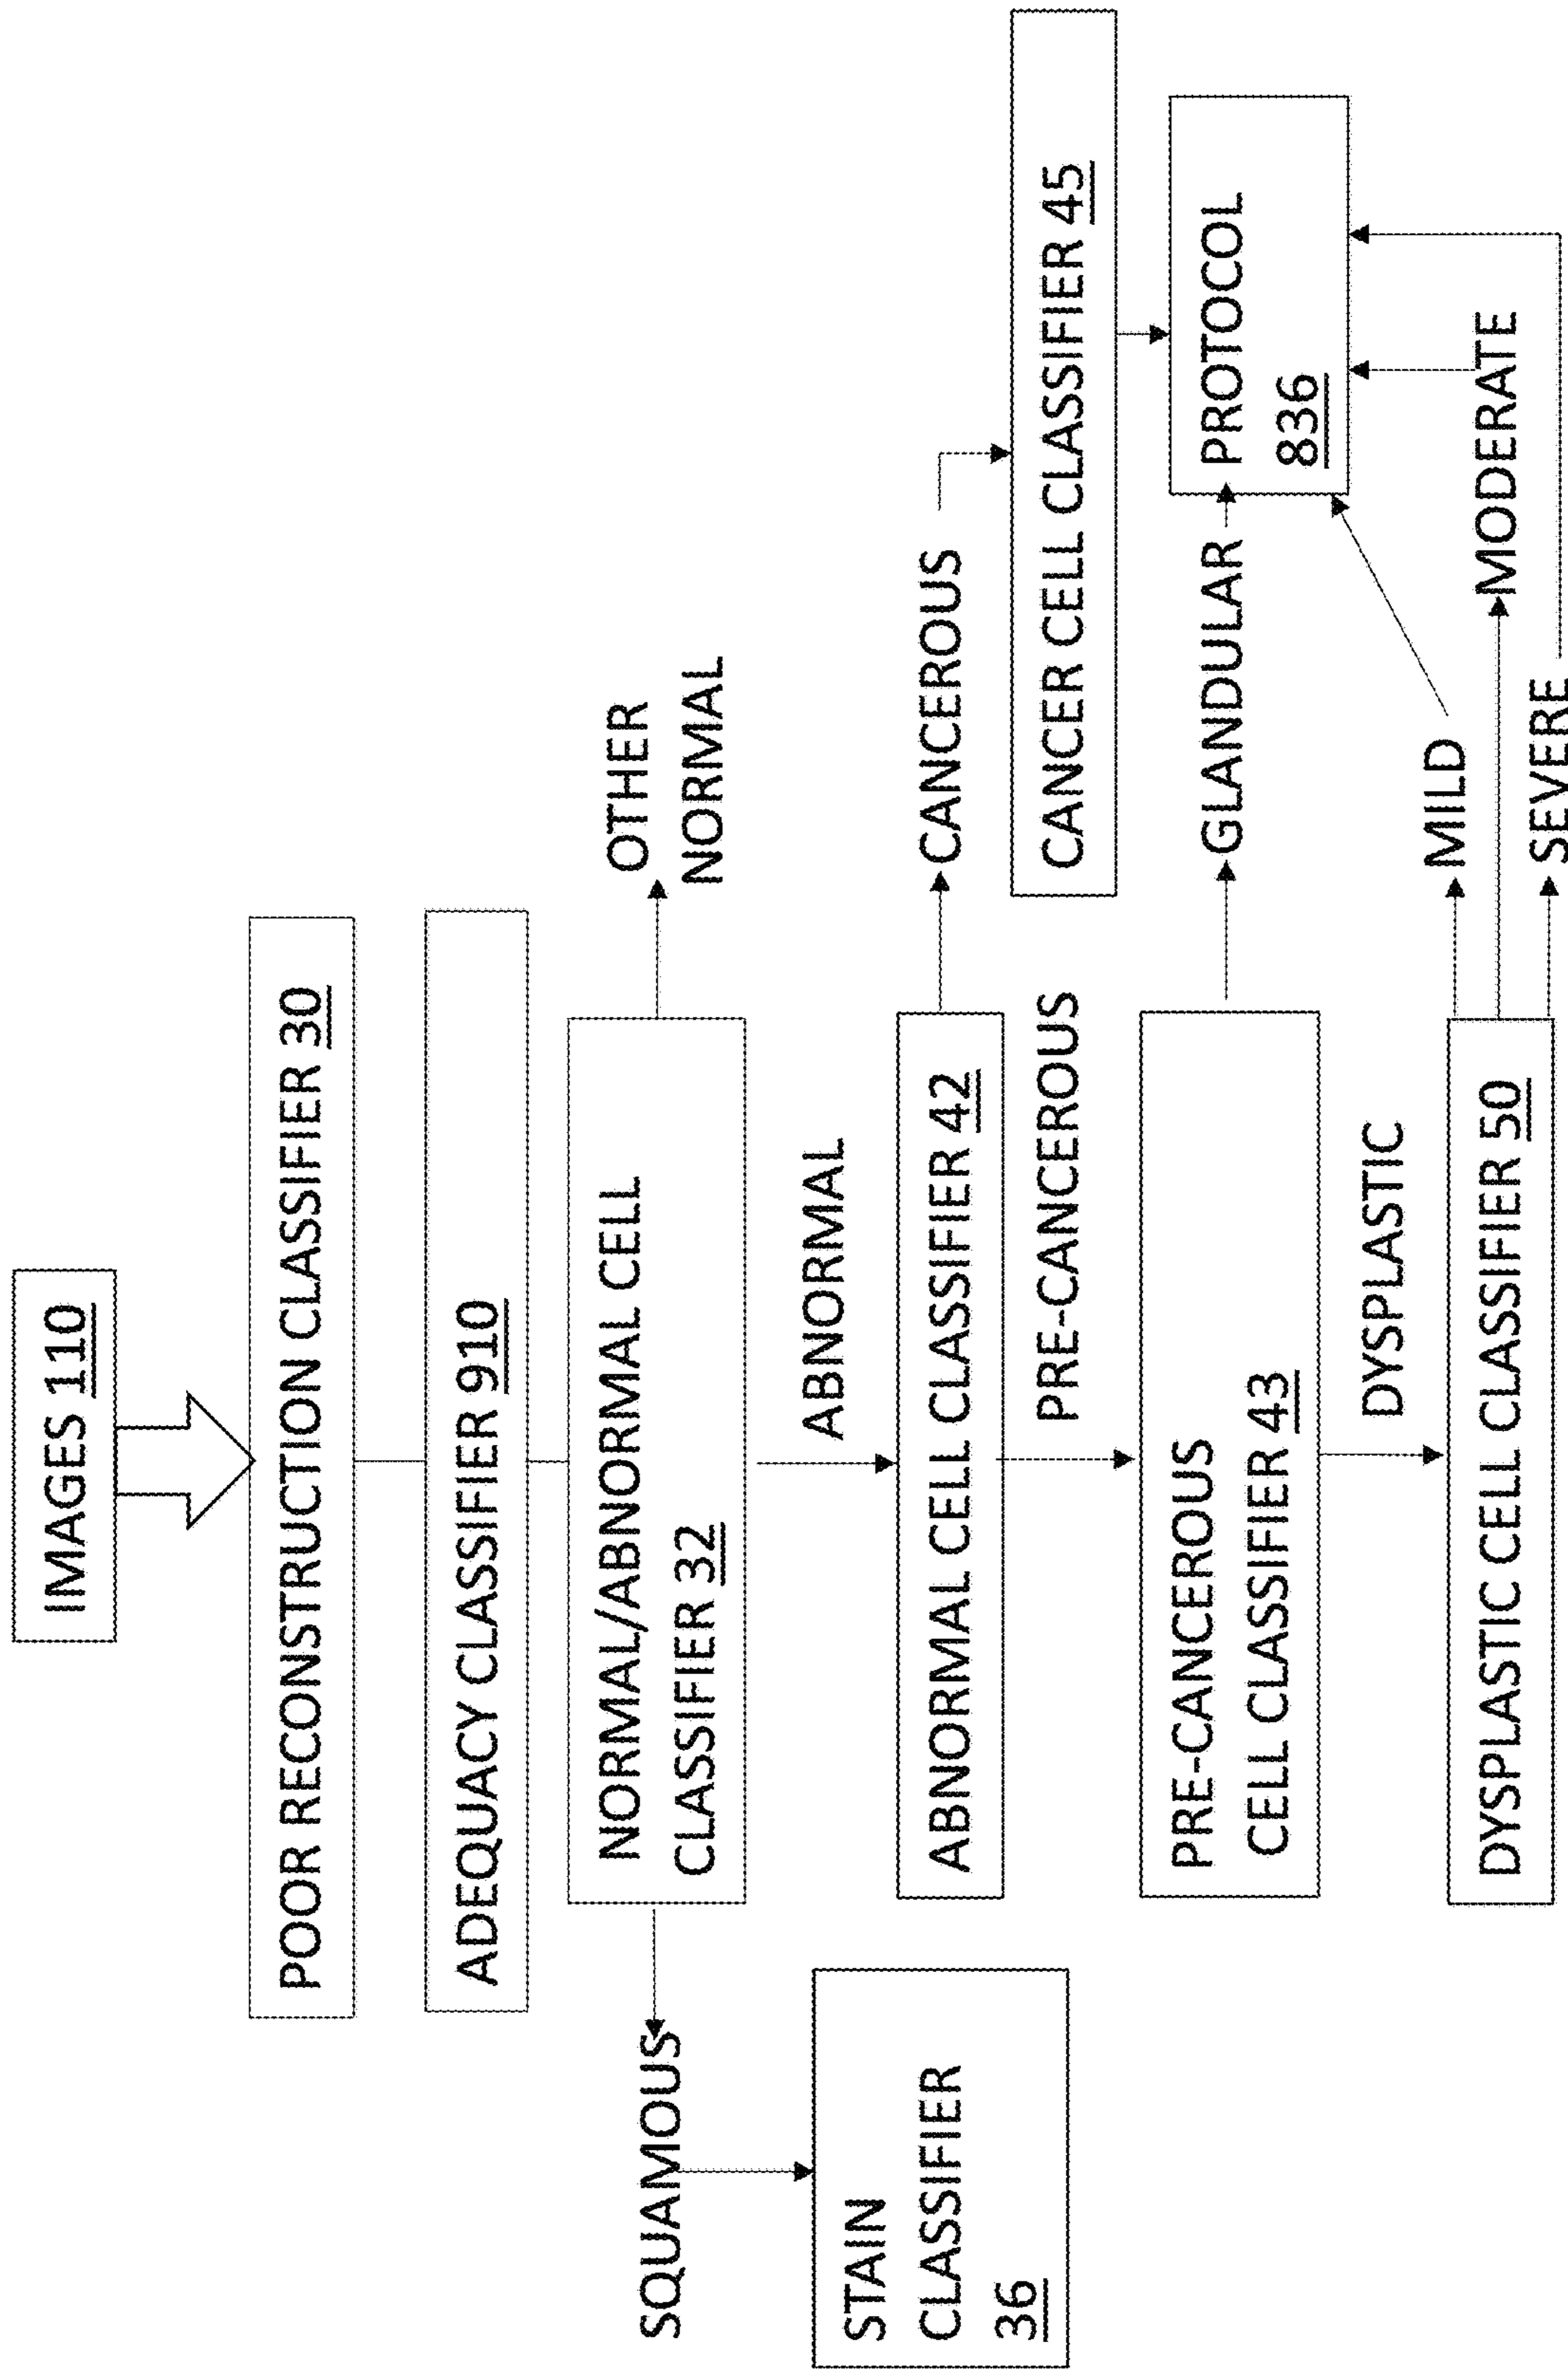 IMAGES 110
POOR RECONSTRUCTION CLASSIFIER 30
ADEQUACY CLASSIFIER 910
NORMAL/ABNORMAL CELL
CLASSIFIER 32
OTHER
NORMAL
SQUAMOUS
STAIN
CLASSIFIER
36
ABNORMAL
ABNORMAL CELL CLASSIFIER 42
CANCEROUS
CANCER CELL CLASSIFIER 45
PRE-CANCEROUS
PRE-CANCEROUS
CELL CLASSIFIER 43
GLANDULAR
PROTOCOL
836
DYSPLASTIC
DYSPLASTIC CELL CLASSIFIER 50
MILD
MODERATE
SEVERE